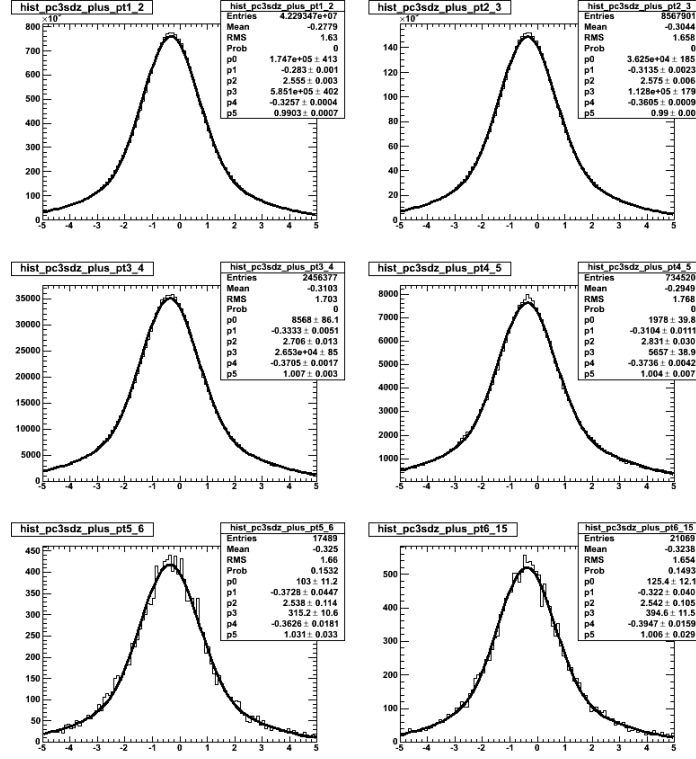 hist_pc3sdz_plus_pt1_2
×10³
hist_pc3sdz_plus_pt1_2
Entries 4.229347e+07
Mean -0.2779
RMS 1.63
Prob 0
p0 1.747e+05 ± 413
p1 -0.283 ± 0.001
p2 2.555 ± 0.003
p3 5.851e+05 ± 402
p4 -0.3257 ± 0.0004
p5 0.9903 ± 0.0007
800
700
600
500
400
300
200
100
0
-5 -4 -3 -2 -1 0 1 2 3 4 5
hist_pc3sdz_plus_pt2_3
hist_pc3sdz_plus_pt2_3
Entries 8567901
Mean -0.3044
RMS 1.658
Prob 0
p0 3.625e+04 ± 185
p1 -0.3135 ± 0.0023
p2 2.575 ± 0.006
p3 1.128e+05 ± 179
p4 -0.3605 ± 0.0009
p5 0.99 ± 0.00
140
120
100
80
60
40
20
0
-5 -4 -3 -2 -1 0 1 2 3 4 5
hist_pc3sdz_plus_pt3_4
hist_pc3sdz_plus_pt3_4
Entries 2456377
Mean -0.3103
RMS 1.703
Prob 0
p0 8568 ± 86.1
p1 -0.3333 ± 0.0051
p2 2.706 ± 0.013
p3 2.653e+04 ± 85
p4 -0.3705 ± 0.0017
p5 1.007 ± 0.003
35000
30000
25000
20000
15000
10000
5000
0
-5 -4 -3 -2 -1 0 1 2 3 4 5
hist_pc3sdz_plus_pt4_5
hist_pc3sdz_plus_pt4_5
Entries 734520
Mean -0.2949
RMS 1.768
Prob 0
p0 1978 ± 39.8
p1 -0.3104 ± 0.0111
p2 2.831 ± 0.030
p3 5657 ± 38.9
p4 -0.3736 ± 0.0042
p5 1.004 ± 0.007
8000
7000
6000
5000
4000
3000
2000
1000
-5 -4 -3 -2 -1 0 1 2 3 4 5
hist_pc3sdz_plus_pt5_6
hist_pc3sdz_plus_pt5_6
Entries 17489
Mean -0.325
RMS 1.66
Prob 0.1532
p0 103 ± 11.2
p1 -0.3728 ± 0.0447
p2 2.538 ± 0.114
p3 315.2 ± 10.6
p4 -0.3626 ± 0.0181
p5 1.031 ± 0.033
450
400
350
300
250
200
150
100
50
0
-5 -4 -3 -2 -1 0 1 2 3 4 5
hist_pc3sdz_plus_pt6_15
hist_pc3sdz_plus_pt6_15
Entries 21069
Mean -0.3238
RMS 1.654
Prob 0.1493
p0 125.4 ± 12.1
p1 -0.322 ± 0.040
p2 2.542 ± 0.105
p3 394.6 ± 11.5
p4 -0.3947 ± 0.0159
p5 1.006 ± 0.029
500
400
300
200
100
0
-5 -4 -3 -2 -1 0 1 2 3 4 5